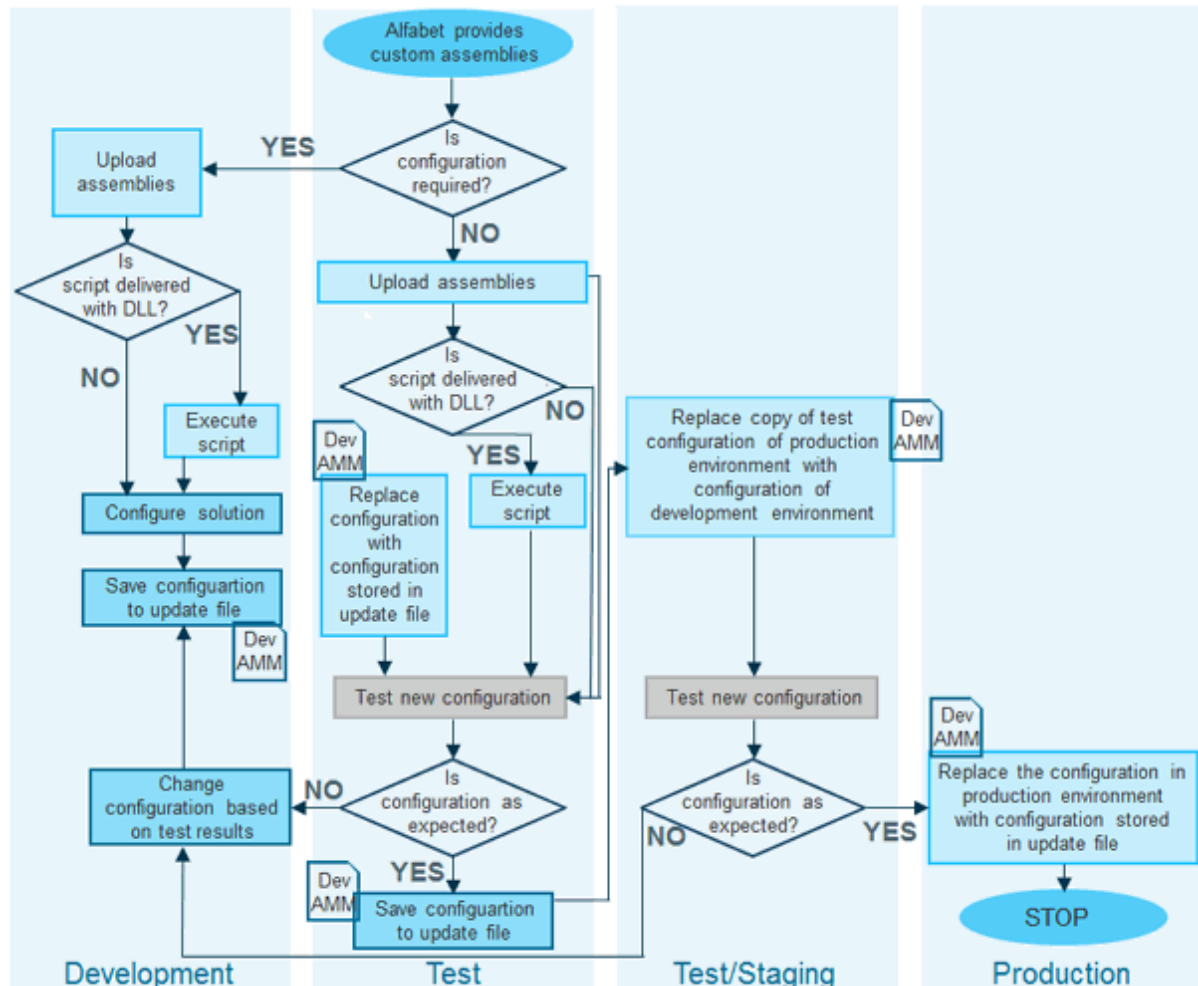 Alfabet provides
custom assemblies
Is
configuration
required?
YES
NO
Upload
assemblies
Is
script delivered
with DLL?
YES
NO
Execute
script
Configure solution
Save configuartion
to update file
Dev
AMM
Change
configuration based
on test results
Upload assemblies
Is
script delivered
with DLL?
NO
YES
Execute
script
Dev
AMM
Replace
configuration
with
configuration
stored in
update file
Test new configuration
Is
configuration as
expected?
NO
YES
Dev
AMM
Save configuartion
to update file
Replace copy of test
configuration of production
environment with
configuration of
development environment
Dev
AMM
Test new configuration
Is
configuration as
expected?
NO
YES
Dev
AMM
Replace the configuration in
production environment
with configuration stored
in update file
STOP
Development
Test
Test/Staging
Production